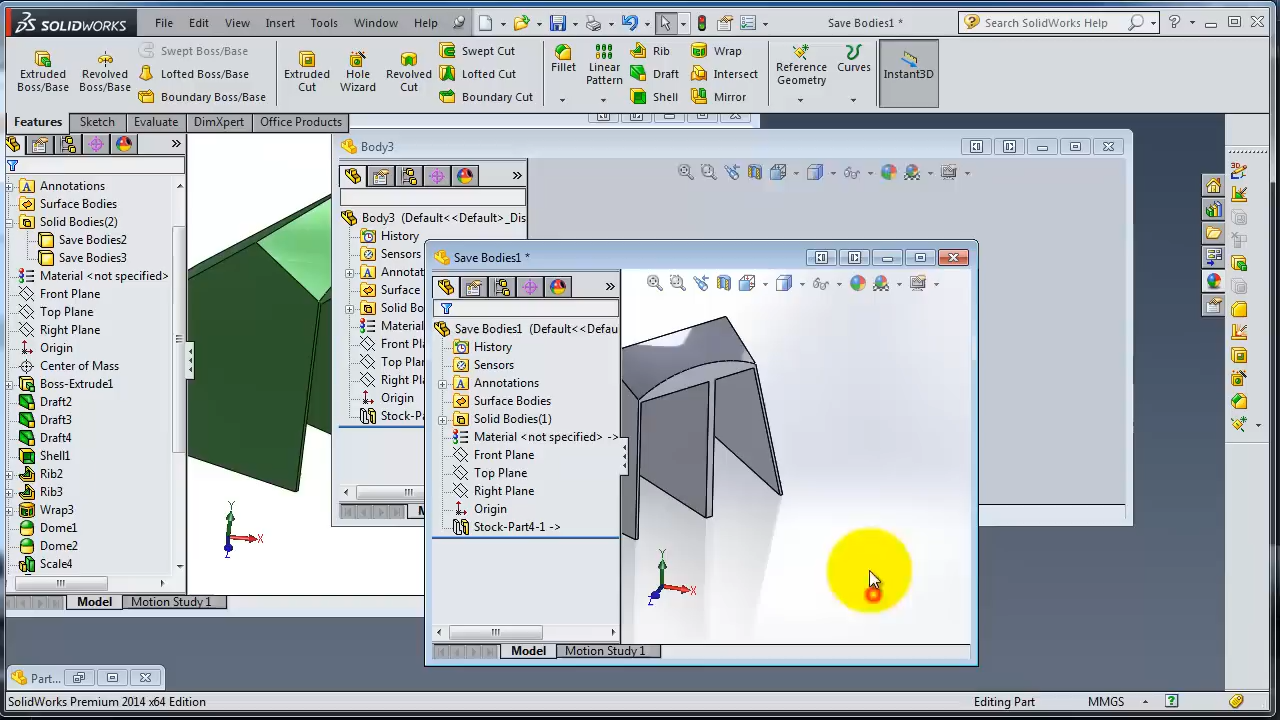 SOLIDWORKS
File Edit View Insert Tools Window Help
Save Bodies1 *
Search SolidWorks Help
Extruded Boss/Base
Revolved Boss/Base
Swept Boss/Base
Lofted Boss/Base
Boundary Boss/Base
Extruded Cut
Hole Wizard
Revolved Cut
Swept Cut
Lofted Cut
Boundary Cut
Fillet
Linear Pattern
Rib
Draft
Shell
Wrap
Intersect
Mirror
Reference Geometry
Curves
Instant3D
Features Sketch Evaluate DimXpert Office Products
Annotations
Surface Bodies
Solid Bodies(2)
Save Bodies2
Save Bodies3
Material <not specified>
Front Plane
Top Plane
Right Plane
Origin
Center of Mass
Boss-Extrude1
Draft2
Draft3
Draft4
Shell1
Rib2
Rib3
Wrap3
Dome1
Dome2
Scale4
Y
X
Z
Model Motion Study 1
Body3
Body3 (Default<<Default>_Dis
History
Sensors
Annotat
Surface
Solid Bo
Material
Front Pl
Top Plan
Right Pl
Origin
Stock-Pa
M
Save Bodies1 *
Save Bodies1 (Default<<Defau
History
Sensors
Annotations
Surface Bodies
Solid Bodies(1)
Material <not specified> ->
Front Plane
Top Plane
Right Plane
Origin
Stock-Part4-1 ->
Y
X
Z
Model Motion Study 1
Part...
SolidWorks Premium 2014 x64 Edition
Editing Part
MMGS